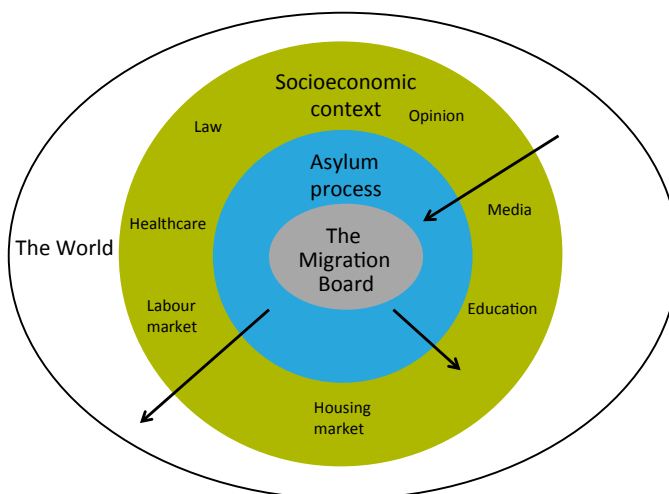 Socioeconomic
context
Law
Opinion
Asylum
process
Healthcare
Media
The World
The
Migration
Board
Labour
market
Education
Housing
market